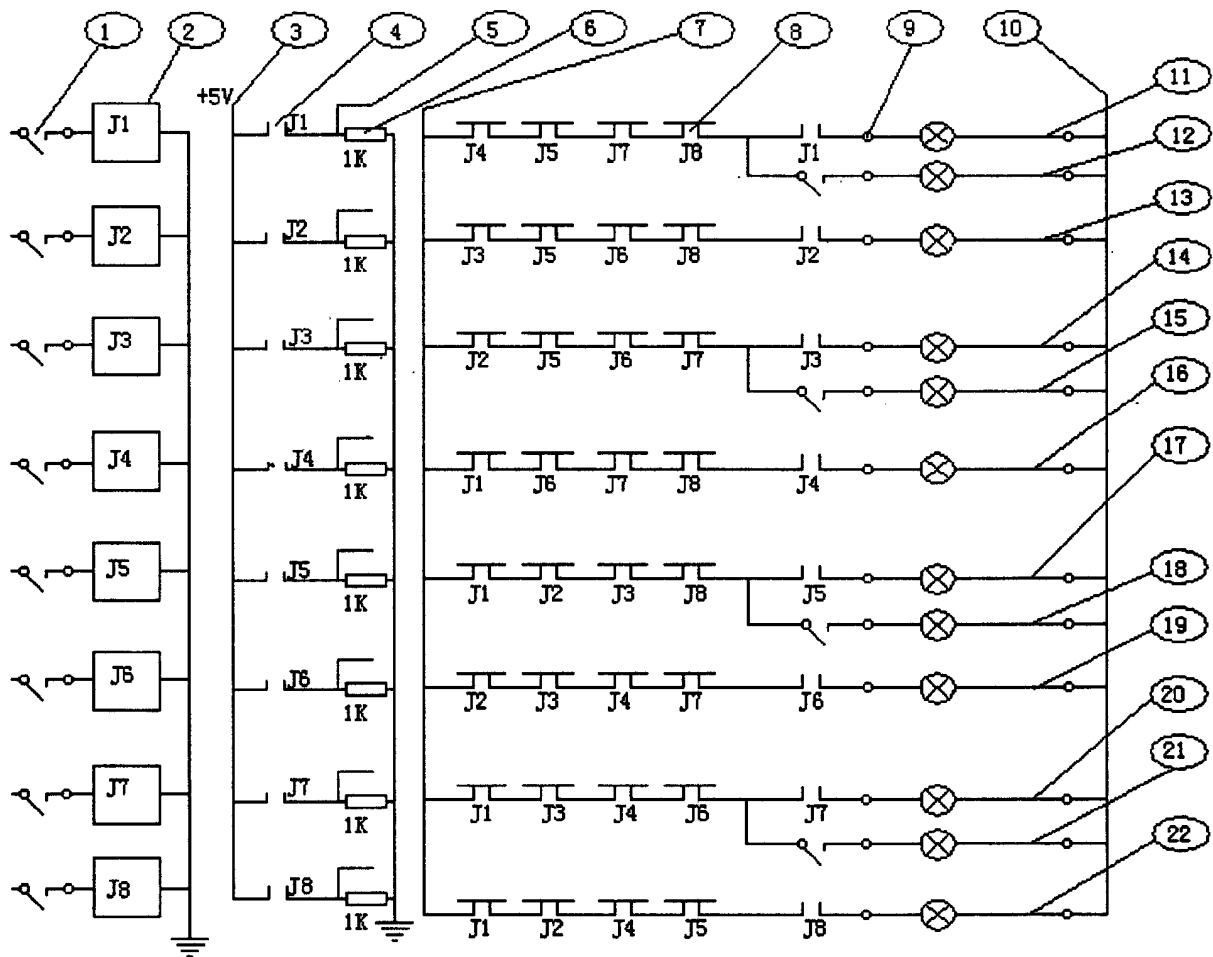 1 2 3 4 5 6 7 8 9 10
11
12
+5V
J1 J1 J4 J5 J7 J8 J1
1K
13
J2 J2 J3 J5 J6 J8 J2
1K
14
15
J3 J3 J2 J5 J6 J7 J3
1K
16
17
J4 J4 J1 J6 J7 J8 J4
1K
18
J5 J5 J1 J2 J3 J8 J5
1K
19
J6 J6 J2 J3 J4 J7 J6
1K
20
21
J7 J7 J1 J3 J4 J6 J7
1K
22
J8 J8 J1 J2 J4 J5 J8
1K